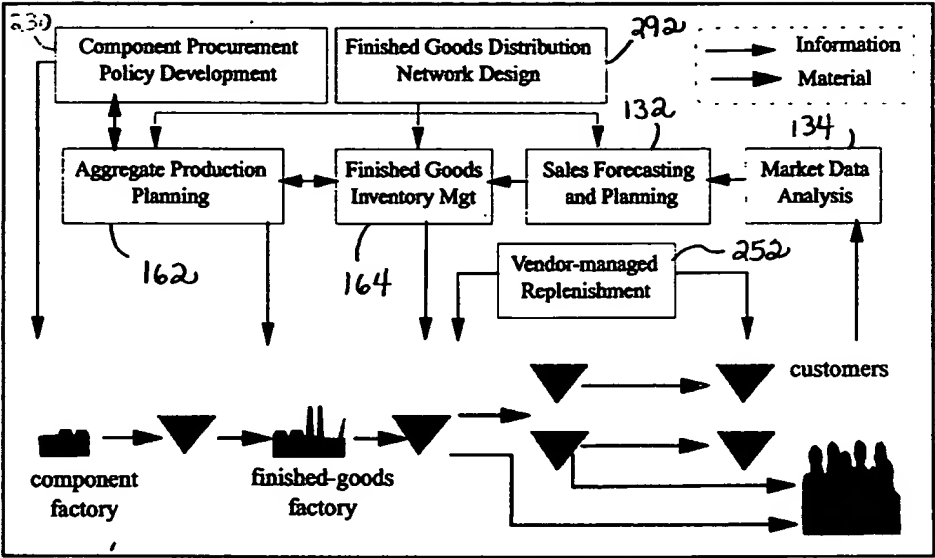 230
Component Procurement
Policy Development
Finished Goods Distribution
Network Design
292
Information
Material
132
134
Aggregate Production
Planning
Finished Goods
Inventory Mgt
Sales Forecasting
and Planning
Market Data
Analysis
162
164
Vendor-managed
Replenishment
252
customers
component
factory
finished-goods
factory